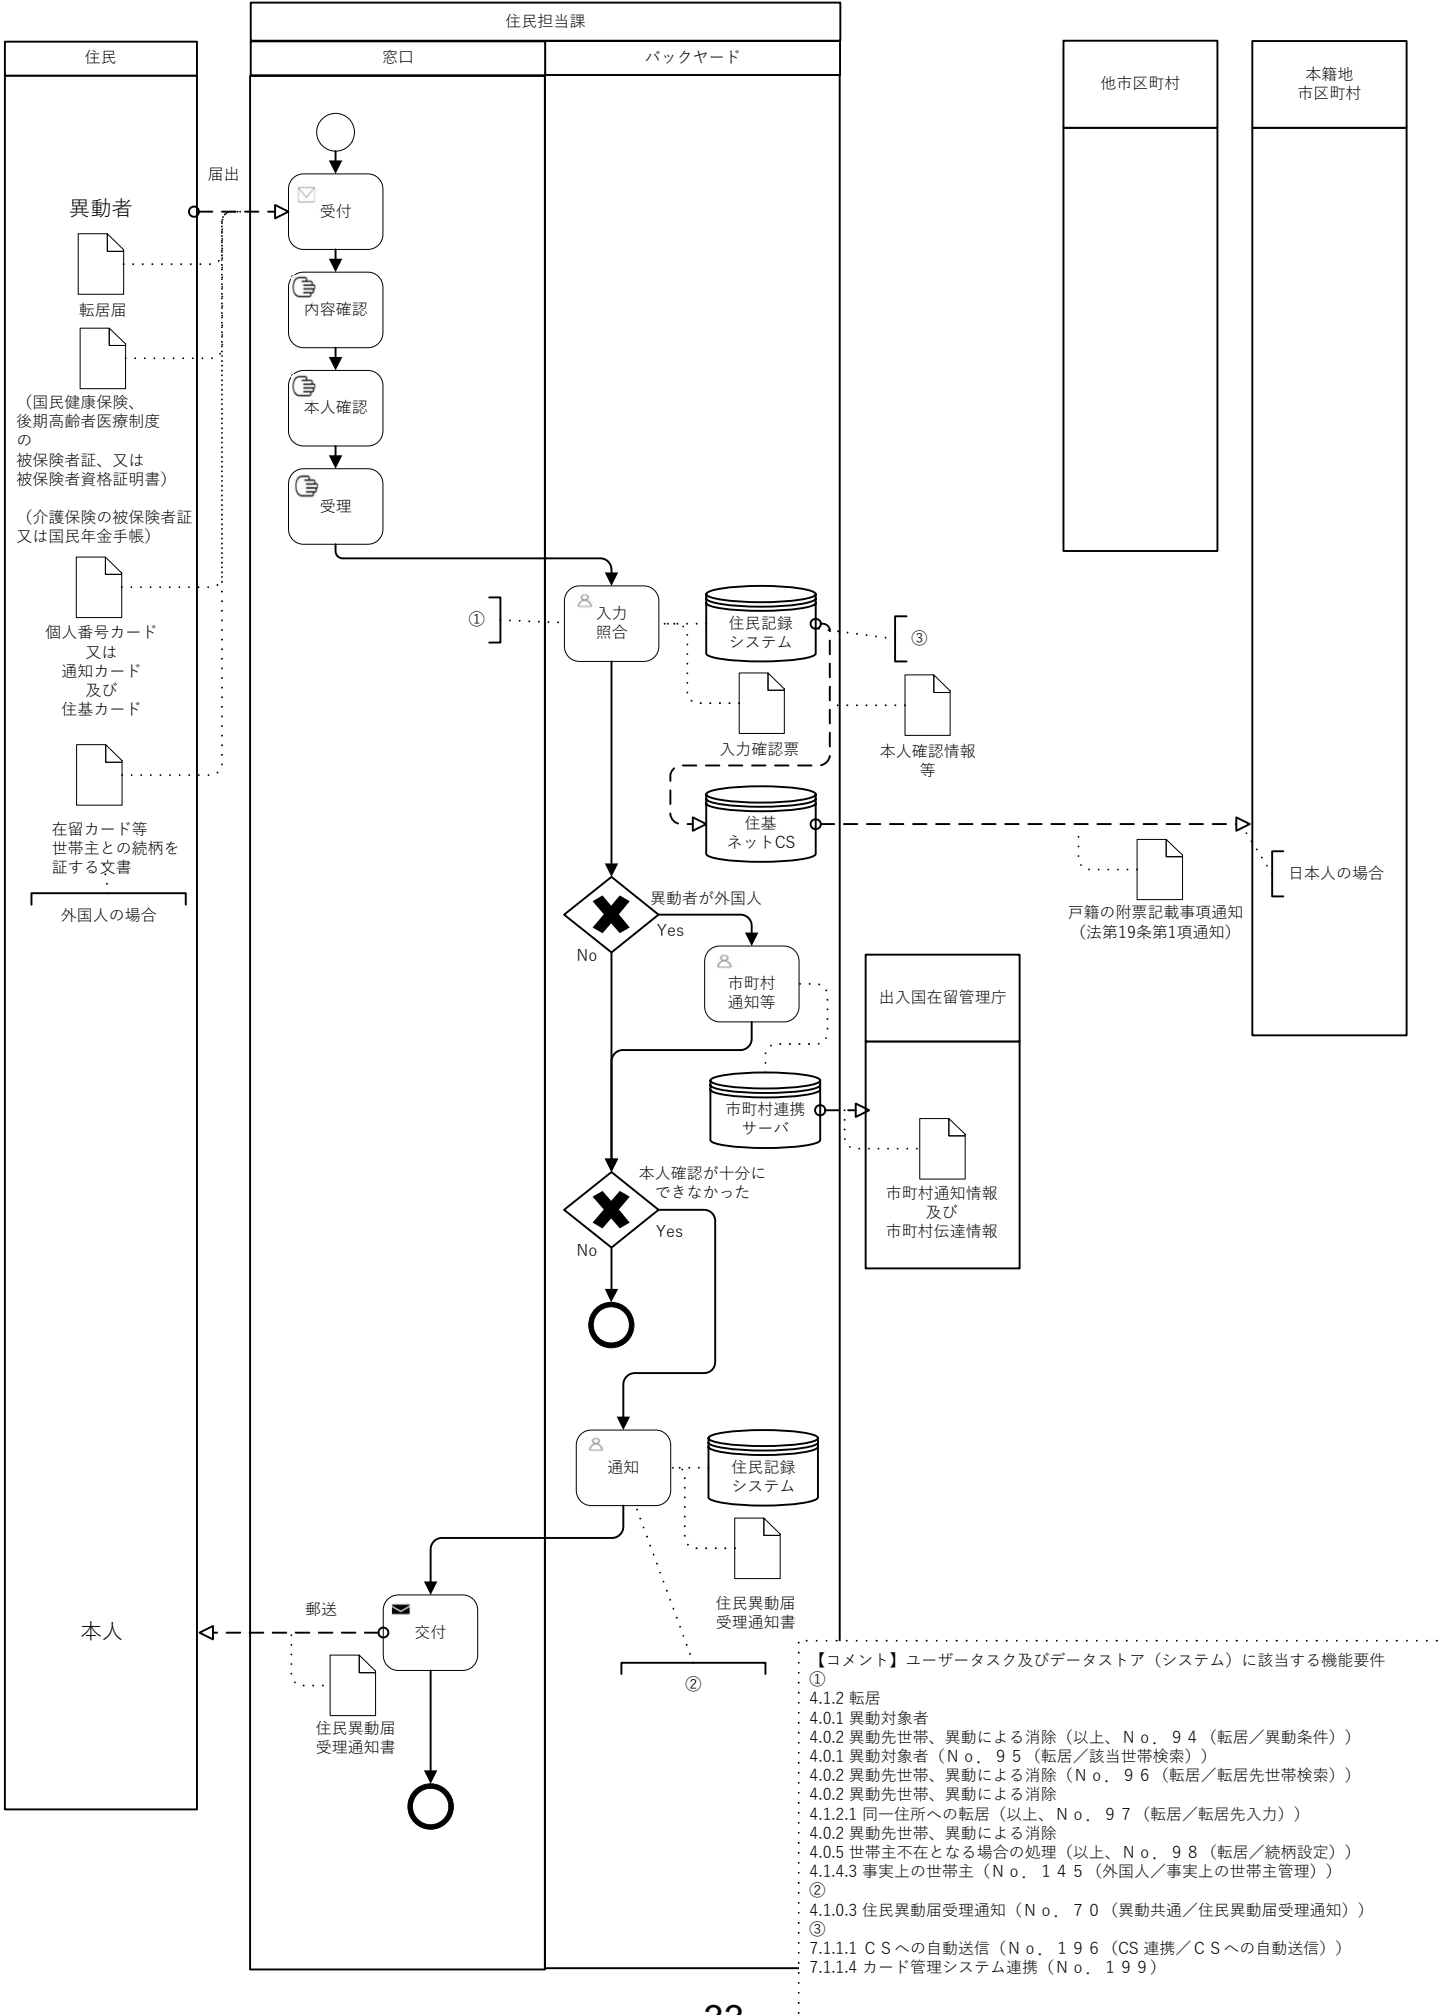 住民担当課
住民
窓口
バックヤード
他市区町村
本籍地
市区町村
届出
異動者
受付
転居届
内容確認
（国民健康保険、
後期高齢者医療制度
の
被保険者証、又は
被保険者資格証明書）
本人確認
（介護保険の被保険者証
又は国民年金手帳）
受理
個人番号カード
又は
通知カード
及び
住基カード
①
入力
照合
住民記録
システム
③
入力確認票
本人確認情報
等
在留カード等
世帯主との続柄を
証する文書
外国人の場合
住基
ネットCS
日本人の場合
戸籍の附票記載事項通知
（法第19条第1項通知）
異動者が外国人
Yes
No
市町村
通知等
出入国在留管理庁
市町村連携
サーバ
市町村通知情報
及び
市町村伝達情報
本人確認が十分に
できなかった
Yes
No
通知
住民記録
システム
住民異動届
受理通知書
②
本人
郵送
交付
住民異動届
受理通知書
【コメント】ユーザータスク及びデータストア（システム）に該当する機能要件
①
4.1.2 転居
4.0.1 異動対象者
4.0.2 異動先世帯、異動による消除（以上、Ｎｏ．９４（転居／異動条件））
4.0.1 異動対象者（Ｎｏ．９５（転居／該当世帯検索））
4.0.2 異動先世帯、異動による消除（Ｎｏ．９６（転居／転居先世帯検索））
4.0.2 異動先世帯、異動による消除
4.1.2.1 同一住所への転居（以上、Ｎｏ．９７（転居／転居先入力））
4.0.2 異動先世帯、異動による消除
4.0.5 世帯主不在となる場合の処理（以上、Ｎｏ．９８（転居／続柄設定））
4.1.4.3 事実上の世帯主（Ｎｏ．１４５（外国人／事実上の世帯主管理））
②
4.1.0.3 住民異動届受理通知（Ｎｏ．７０（異動共通／住民異動届受理通知））
③
7.1.1.1 ＣＳへの自動送信（Ｎｏ．１９６（CS 連携／ＣＳへの自動送信））
7.1.1.4 カード管理システム連携（Ｎｏ．１９９）